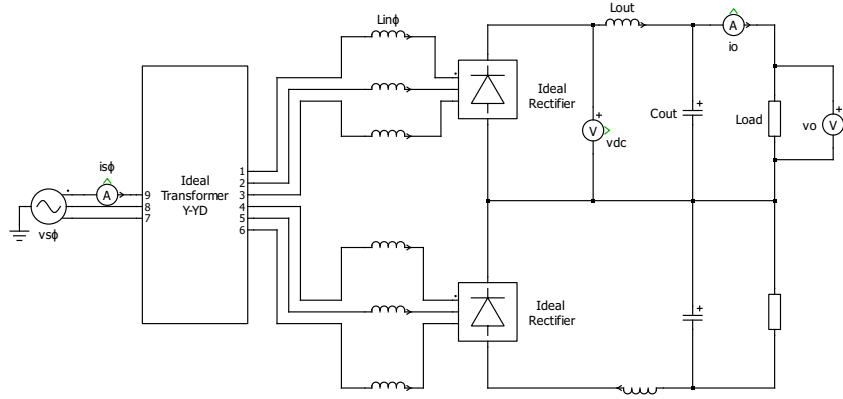 Linϕ
Lout
A
io
Ideal
Rectifier
Cout
Load
V
vdc
V
vo
isϕ
A
vsϕ
9
8
7
Ideal
Transformer
Y-YD
1
2
3
4
5
6
Ideal
Rectifier